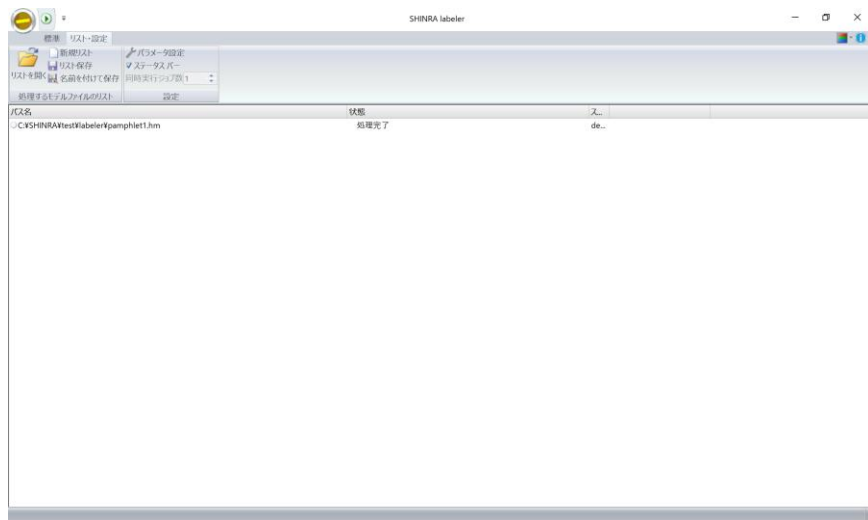 SHINRA labeler
標準 リスト・設定
リストを開く
新規リスト
リスト保存
名前を付けて保存
処理するモデルファイルのリスト
パラメータ設定
ステータスバー
同時実行ジョブ数 1
設定
パス名 状態 ス...
C:¥SHINRA¥test¥labeler¥pamphlet1.hm 処理完了 de...